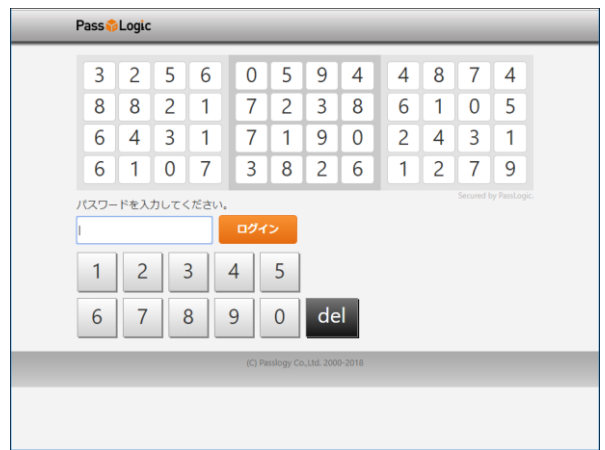 PassLogic
3 2 5 6 0 5 9 4 4 8 7 4
8 8 2 1 7 2 3 8 6 1 0 5
6 4 3 1 7 1 9 0 2 4 3 1
6 1 0 7 3 8 2 6 1 2 7 9
Secured by PassLogic.
パスワードを入力してください。
ログイン
1 2 3 4 5
6 7 8 9 0 del
(C) Passlogy Co.,Ltd. 2000-2018